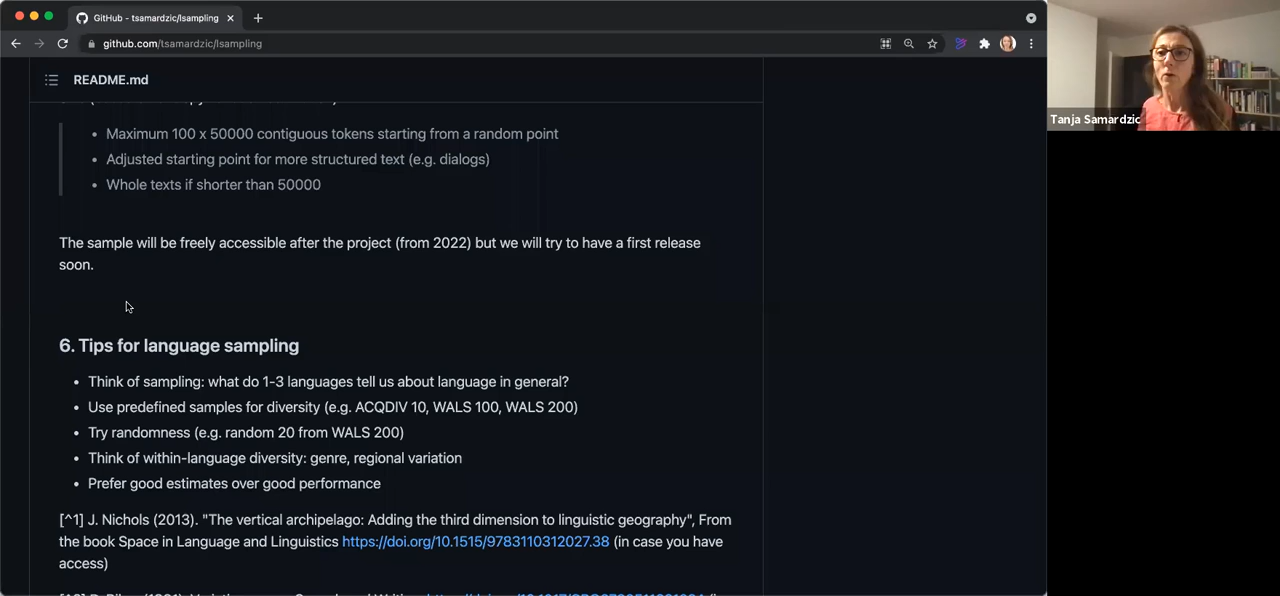 GitHub - tsamardzic/lsampling
github.com/tsamardzic/lsampling
README.md
Maximum 100 x 50000 contiguous tokens starting from a random point
Adjusted starting point for more structured text (e.g. dialogs)
Whole texts if shorter than 50000
The sample will be freely accessible after the project (from 2022) but we will try to have a first release
soon.
6. Tips for language sampling
Think of sampling: what do 1-3 languages tell us about language in general?
Use predefined samples for diversity (e.g. ACQDIV 10, WALS 100, WALS 200)
Try randomness (e.g. random 20 from WALS 200)
Think of within-language diversity: genre, regional variation
Prefer good estimates over good performance
[^1] J. Nichols (2013). "The vertical archipelago: Adding the third dimension to linguistic geography", From
the book Space in Language and Linguistics https://doi.org/10.1515/9783110312027.38 (in case you have
access)
Tanja Samardzic